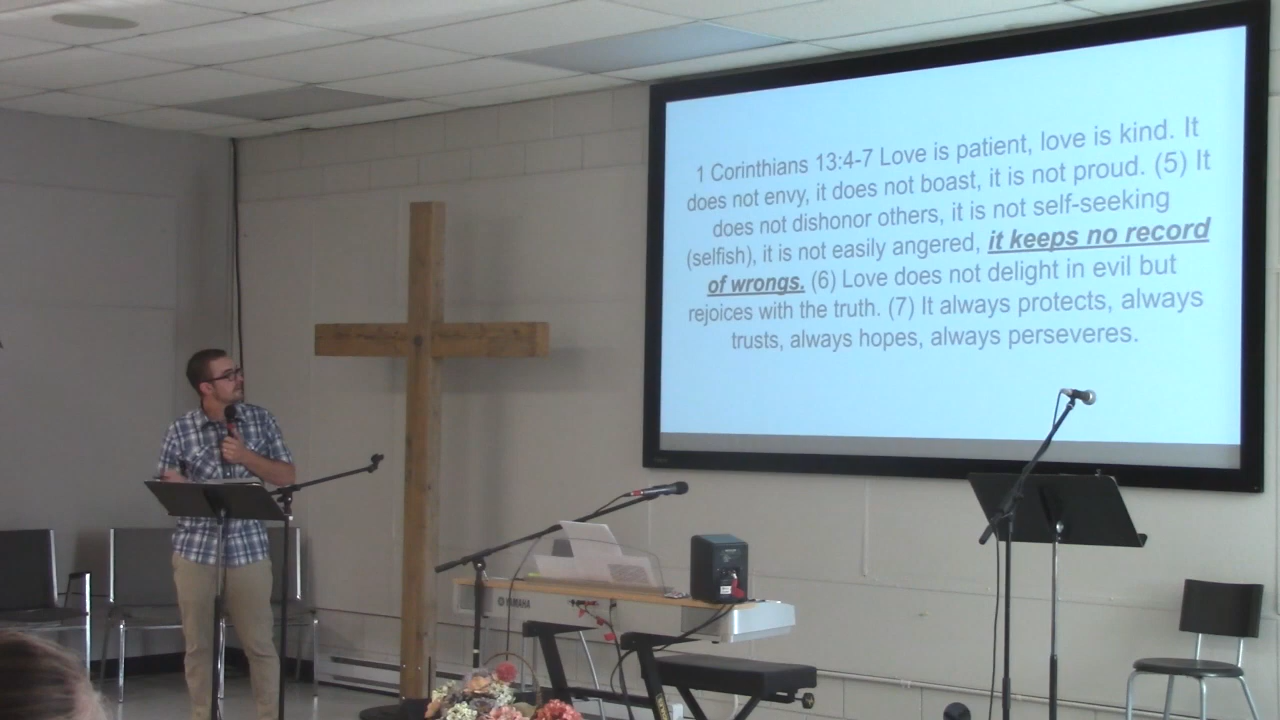 1 Corinthians 13:4-7 Love is patient, love is kind. It
does not envy, it does not boast, it is not proud. (5) It
does not dishonor others, it is not self-seeking
(selfish), it is not easily angered, it keeps no record
of wrongs. (6) Love does not delight in evil but
rejoices with the truth. (7) It always protects, always
trusts, always hopes, always perseveres.
YAMAHA